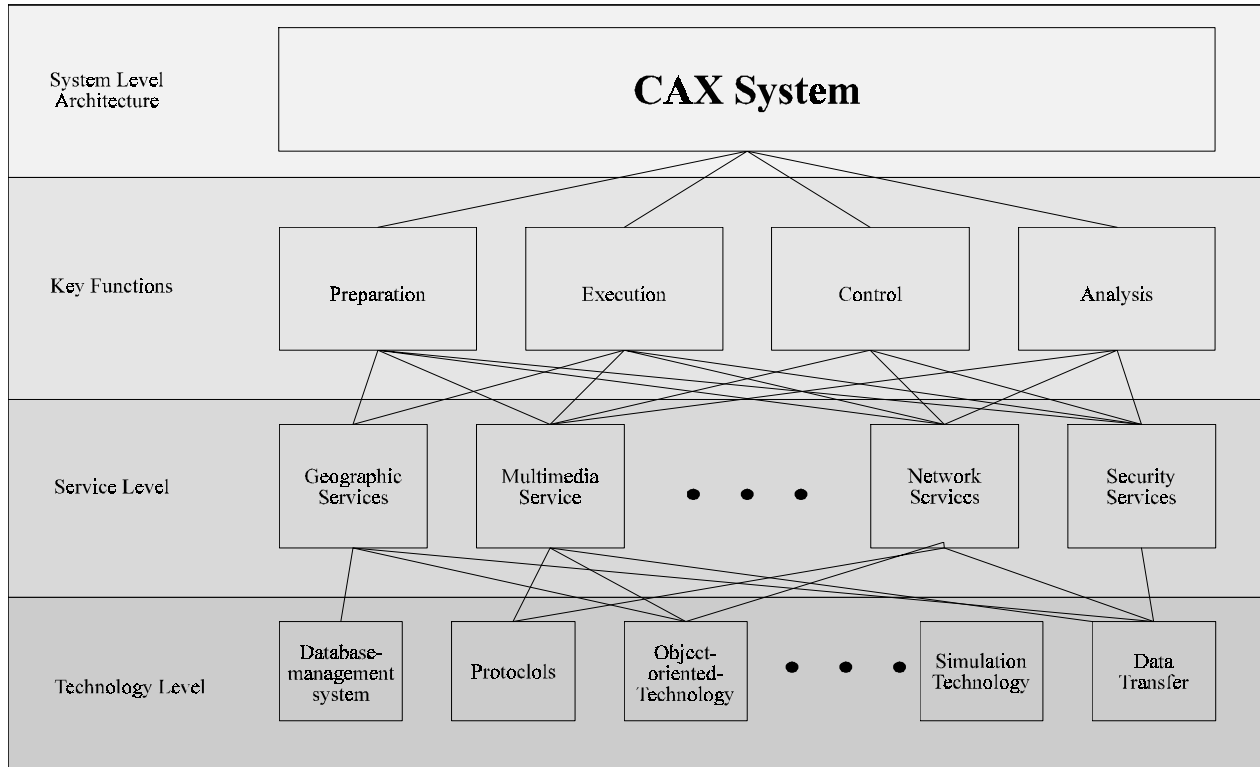 System Level
Architecture
CAX System
Key Functions
Preparation
Execution
Control
Analysis
Service Level
Geographic
Services
Multimedia
Service
Network
Services
Security
Services
Technology Level
Database-
management
system
Protoclols
Object-
oriented-
Technology
Simulation
Technology
Data
Transfer